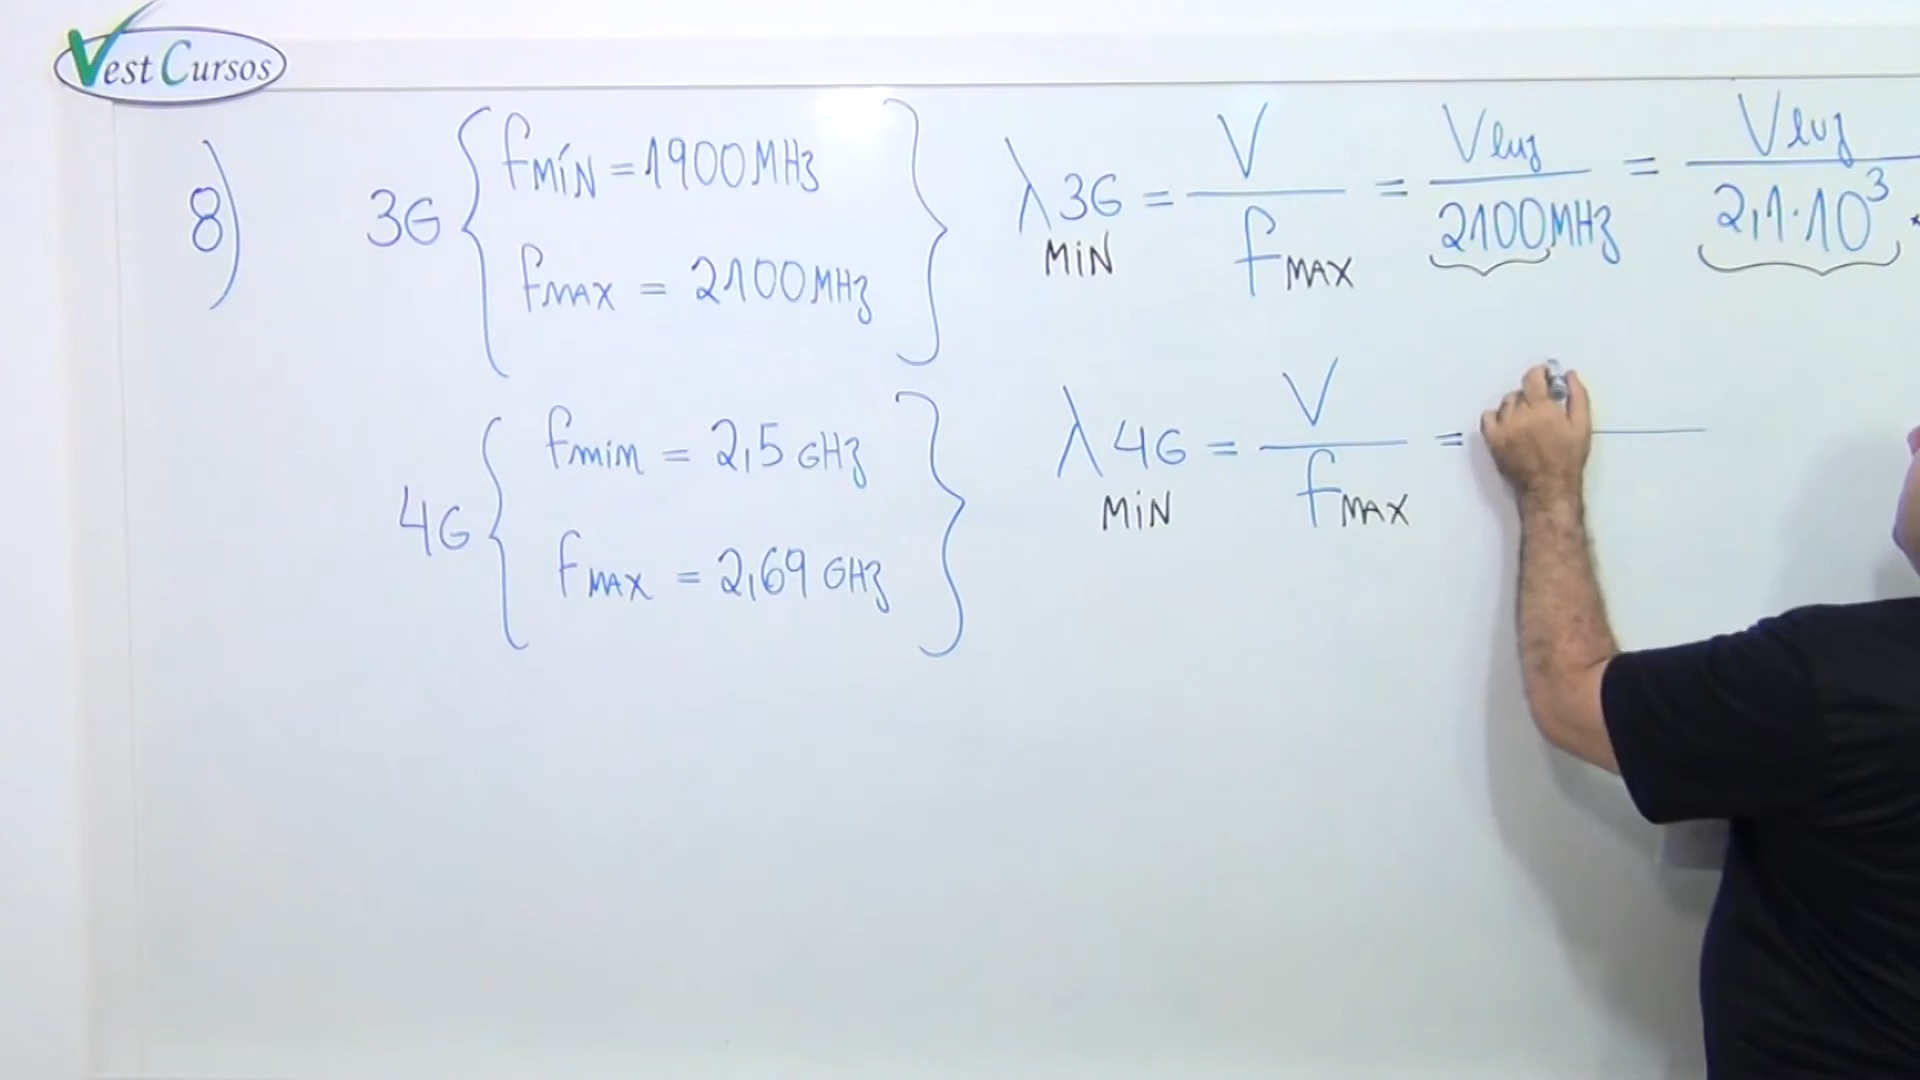 Vest Cursos
8)
3G { fMÍN = 1900 MHz
fMAX = 2100 MHz }
λ3G MIN = V / fMAX = Vluz / 2100 MHz = Vluz / 2,1·10³
4G { fmin = 2,5 GHz
fMAX = 2,69 GHz }
λ4G MIN = V / fMAX =